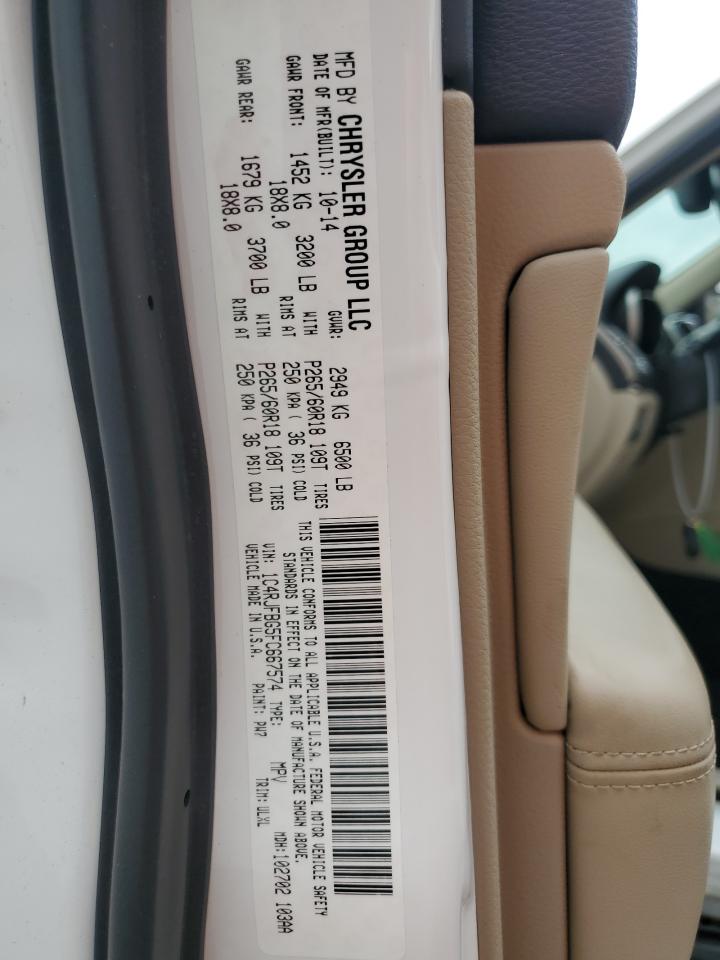 MFD BY CHRYSLER GROUP LLC
DATE OF MFR(BUILT): 10-14 GVWR: 2949 KG 6500 LB
GAWR FRONT: 1452 KG 3200 LB WITH P265/60R18 109T TIRES
18X8.0 RIMS AT 250 KPA ( 36 PSI) COLD
GAWR REAR: 1679 KG 3700 LB WITH P265/60R18 109T TIRES
18X8.0 RIMS AT 250 KPA ( 36 PSI) COLD
THIS VEHICLE CONFORMS TO ALL APPLICABLE U.S.A. FEDERAL MOTOR VEHICLE SAFETY
STANDARDS IN EFFECT ON THE DATE OF MANUFACTURE SHOWN ABOVE.
VIN: 1C4RJFBG5FC667574 TYPE: MPV MDH:102702 103AA
VEHICLE MADE IN U.S.A. PAINT: PW7 TRIM: ULXL